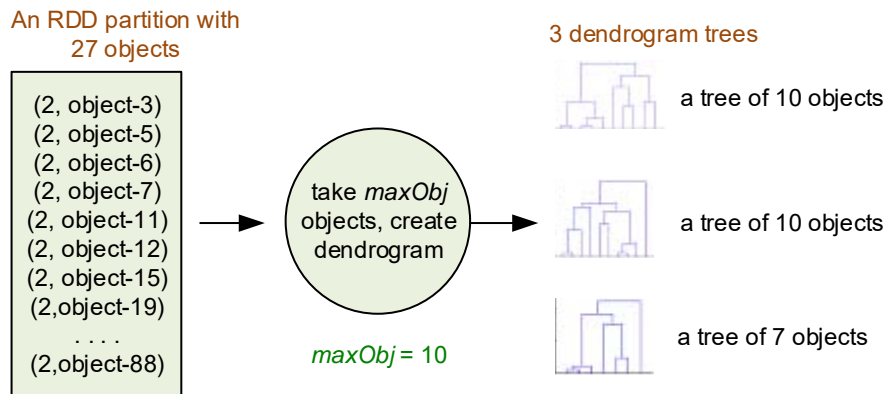 An RDD partition with
27 objects
(2, object-3)
(2, object-5)
(2, object-6)
(2, object-7)
(2, object-11)
(2, object-12)
(2, object-15)
(2,object-19)
. . . .
(2,object-88)
take maxObj
objects, create
dendrogram
maxObj = 10
3 dendrogram trees
a tree of 10 objects
a tree of 10 objects
a tree of 7 objects